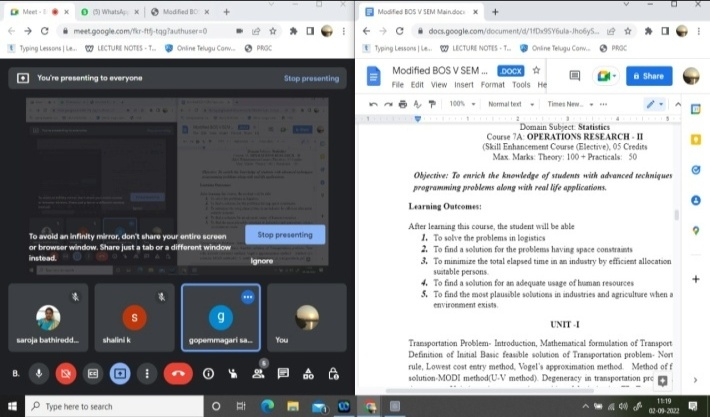 Meet -
(5) WhatsApp
Modified BO
meet.google.com/fkr-ftfj-tqg?authuser=0
Typing Lessons | Le...
LECTURE NOTES - T...
Online Telugu Conv...
PRGC
You're presenting to everyone
Stop presenting
To avoid an infinity mirror, don't share your entire screen
or browser window. Share just a tab or a different window
instead.
Stop presenting
Ignore
s
g
saroja bathiredd...
shalini k
gopemmagari sa...
You
B.
Type here to search
Modified BOS V SEM Main.docx
docs.google.com/document/d/
Typing Lessons | Le...
LECTURE NOTES - T...
Online Telugu Conv...
PRGC
Modified BOS V SEM ...
.DOCX
Share
File Edit View Insert Format Tools He
100%
Normal text
Times New...
Domain Subject: Statistics
Course 7A: OPERATIONS RESEARCH - II
(Skill Enhancement Course (Elective), 05 Credits
Max. Marks: Theory: 100 + Practicals: 50
Objective: To enrich the knowledge of students with advanced techniques
programming problems along with real life applications.
Learning Outcomes:
After learning this course, the student will be able
1. To solve the problems in logistics
2. To find a solution for the problems having space constraints
3. To minimize the total elapsed time in an industry by efficient allocation
suitable persons.
4. To find a solution for an adequate usage of human resources
5. To find the most plausible solutions in industries and agriculture when a
environment exists.
UNIT -I
Transportation Problem- Introduction, Mathematical formulation of Transport
Definition of Initial Basic feasible solution of Transportation problem- Nort
rule, Lowest cost entry method, Vogel's approximation method. Method of f
solution-MODI method(U-V method). Degeneracy in transportation pro
11:19
02-09-2022